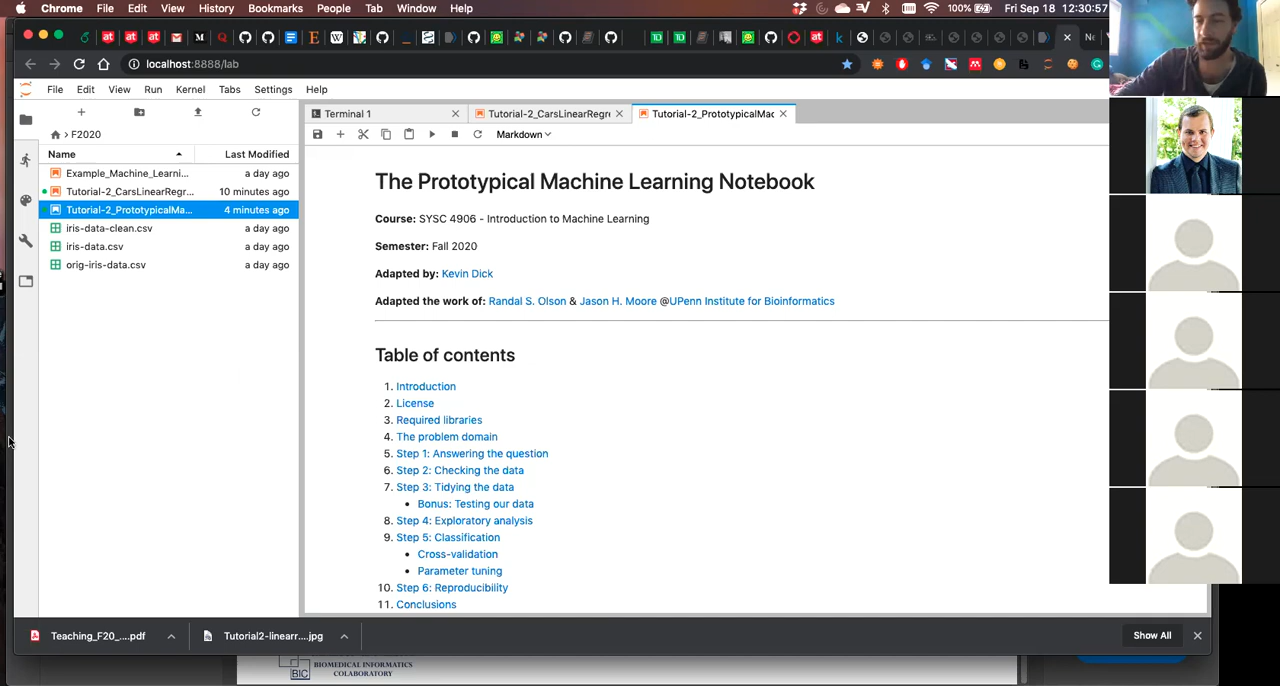 Chrome File Edit View History Bookmarks People Tab Window Help 100% Fri Sep 18 12:30:57
localhost:8888/lab
File Edit View Run Kernel Tabs Settings Help
Terminal 1 Tutorial-2_CarsLinearRegre Tutorial-2_PrototypicalMac
F2020
Markdown
Name Last Modified
Example_Machine_Learni... a day ago
Tutorial-2_CarsLinearRegr... 10 minutes ago
Tutorial-2_PrototypicalMa... 4 minutes ago
iris-data-clean.csv a day ago
iris-data.csv a day ago
orig-iris-data.csv a day ago
The Prototypical Machine Learning Notebook
Course: SYSC 4906 - Introduction to Machine Learning
Semester: Fall 2020
Adapted by: Kevin Dick
Adapted the work of: Randal S. Olson & Jason H. Moore @UPenn Institute for Bioinformatics
Table of contents
1. Introduction
2. License
3. Required libraries
4. The problem domain
5. Step 1: Answering the question
6. Step 2: Checking the data
7. Step 3: Tidying the data
• Bonus: Testing our data
8. Step 4: Exploratory analysis
9. Step 5: Classification
• Cross-validation
• Parameter tuning
10. Step 6: Reproducibility
11. Conclusions
Teaching_F20_....pdf Tutorial2-linearr....jpg Show All
BIC BIOMEDICAL INFORMATICS
COLLABORATORY